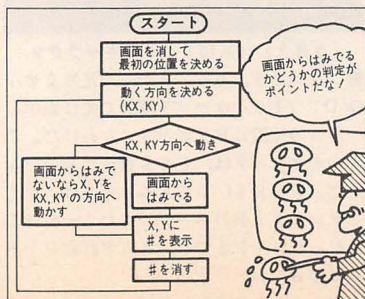 スタート
画面を消して
最初の位置を決める
動く方向を決める
(KX, KY)
KX, KY方向へ動き
画面からはみで
ないならX, Yを
KX, KYの方向へ
動かす
画面から
はみでる
X, Yに
#を表示
#を消す
画面からはみでる
かどうかの判定が
ポイントだな!